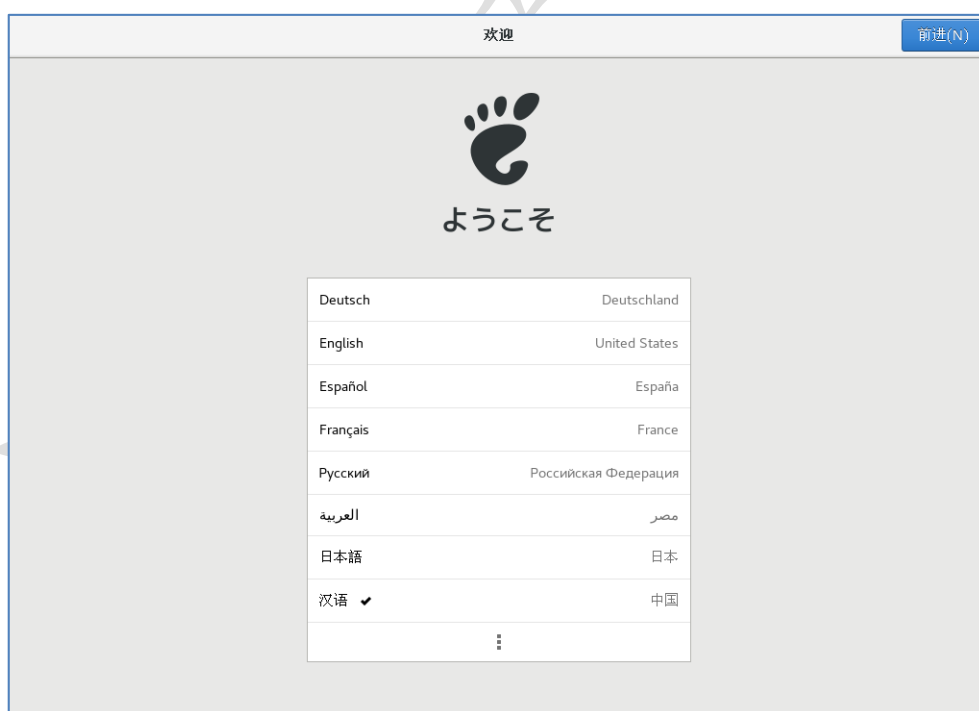 欢迎
前进(N)
ようこそ
Deutsch Deutschland
English United States
Español España
Français France
Русский Российская Федерация
العربية مصر
日本語 日本
汉语 ✔ 中国